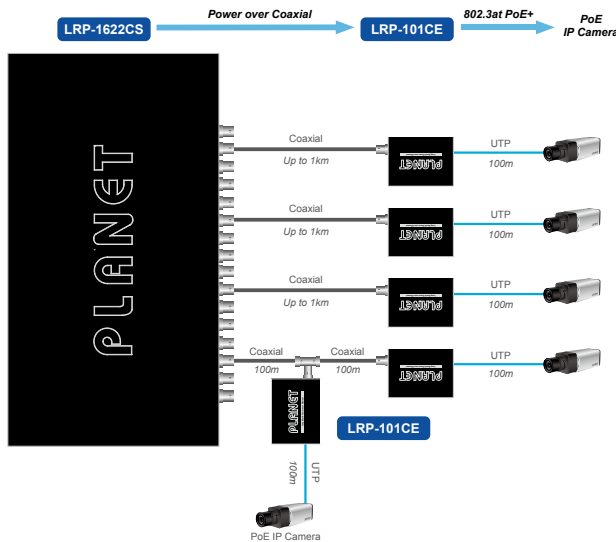 Power over Coaxial
802.3at PoE+
LRP-1622CS
LRP-101CE
PoE
IP Camera
PLANET
Coaxial
Up to 1km
PLANET
UTP
100m
Coaxial
Up to 1km
PLANET
UTP
100m
Coaxial
Up to 1km
PLANET
UTP
100m
Coaxial
100m
Coaxial
100m
PLANET
UTP
100m
PLANET
LRP-101CE
UTP
100m
PoE IP Camera